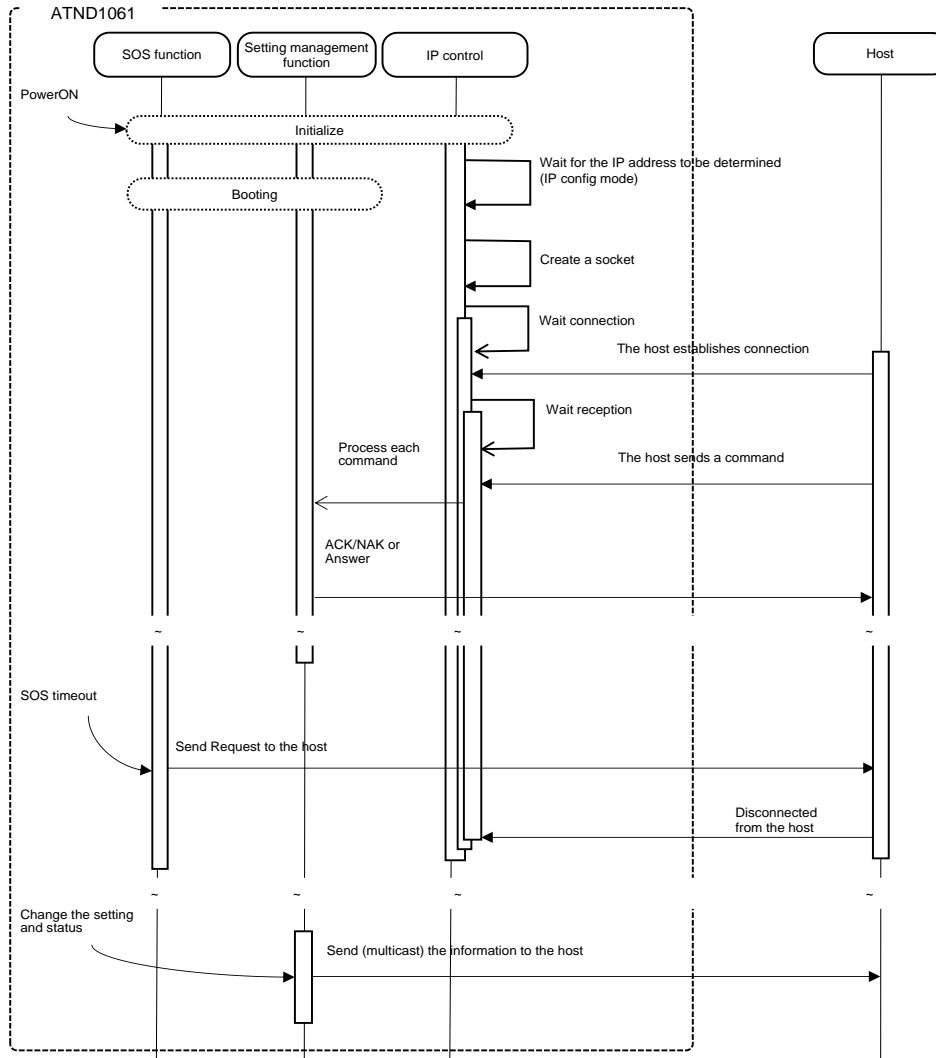 ATND1061
SOS function
Setting management
function
IP control
Host
PowerON
Initialize
Wait for the IP address to be determined
(IP config mode)
Booting
Create a socket
Wait connection
The host establishes connection
Wait reception
Process each
command
The host sends a command
ACK/NAK or
Answer
~ ~ ~ ~
SOS timeout
Send Request to the host
Disconnected
from the host
~ ~ ~ ~
Change the setting
and status
Send (multicast) the information to the host